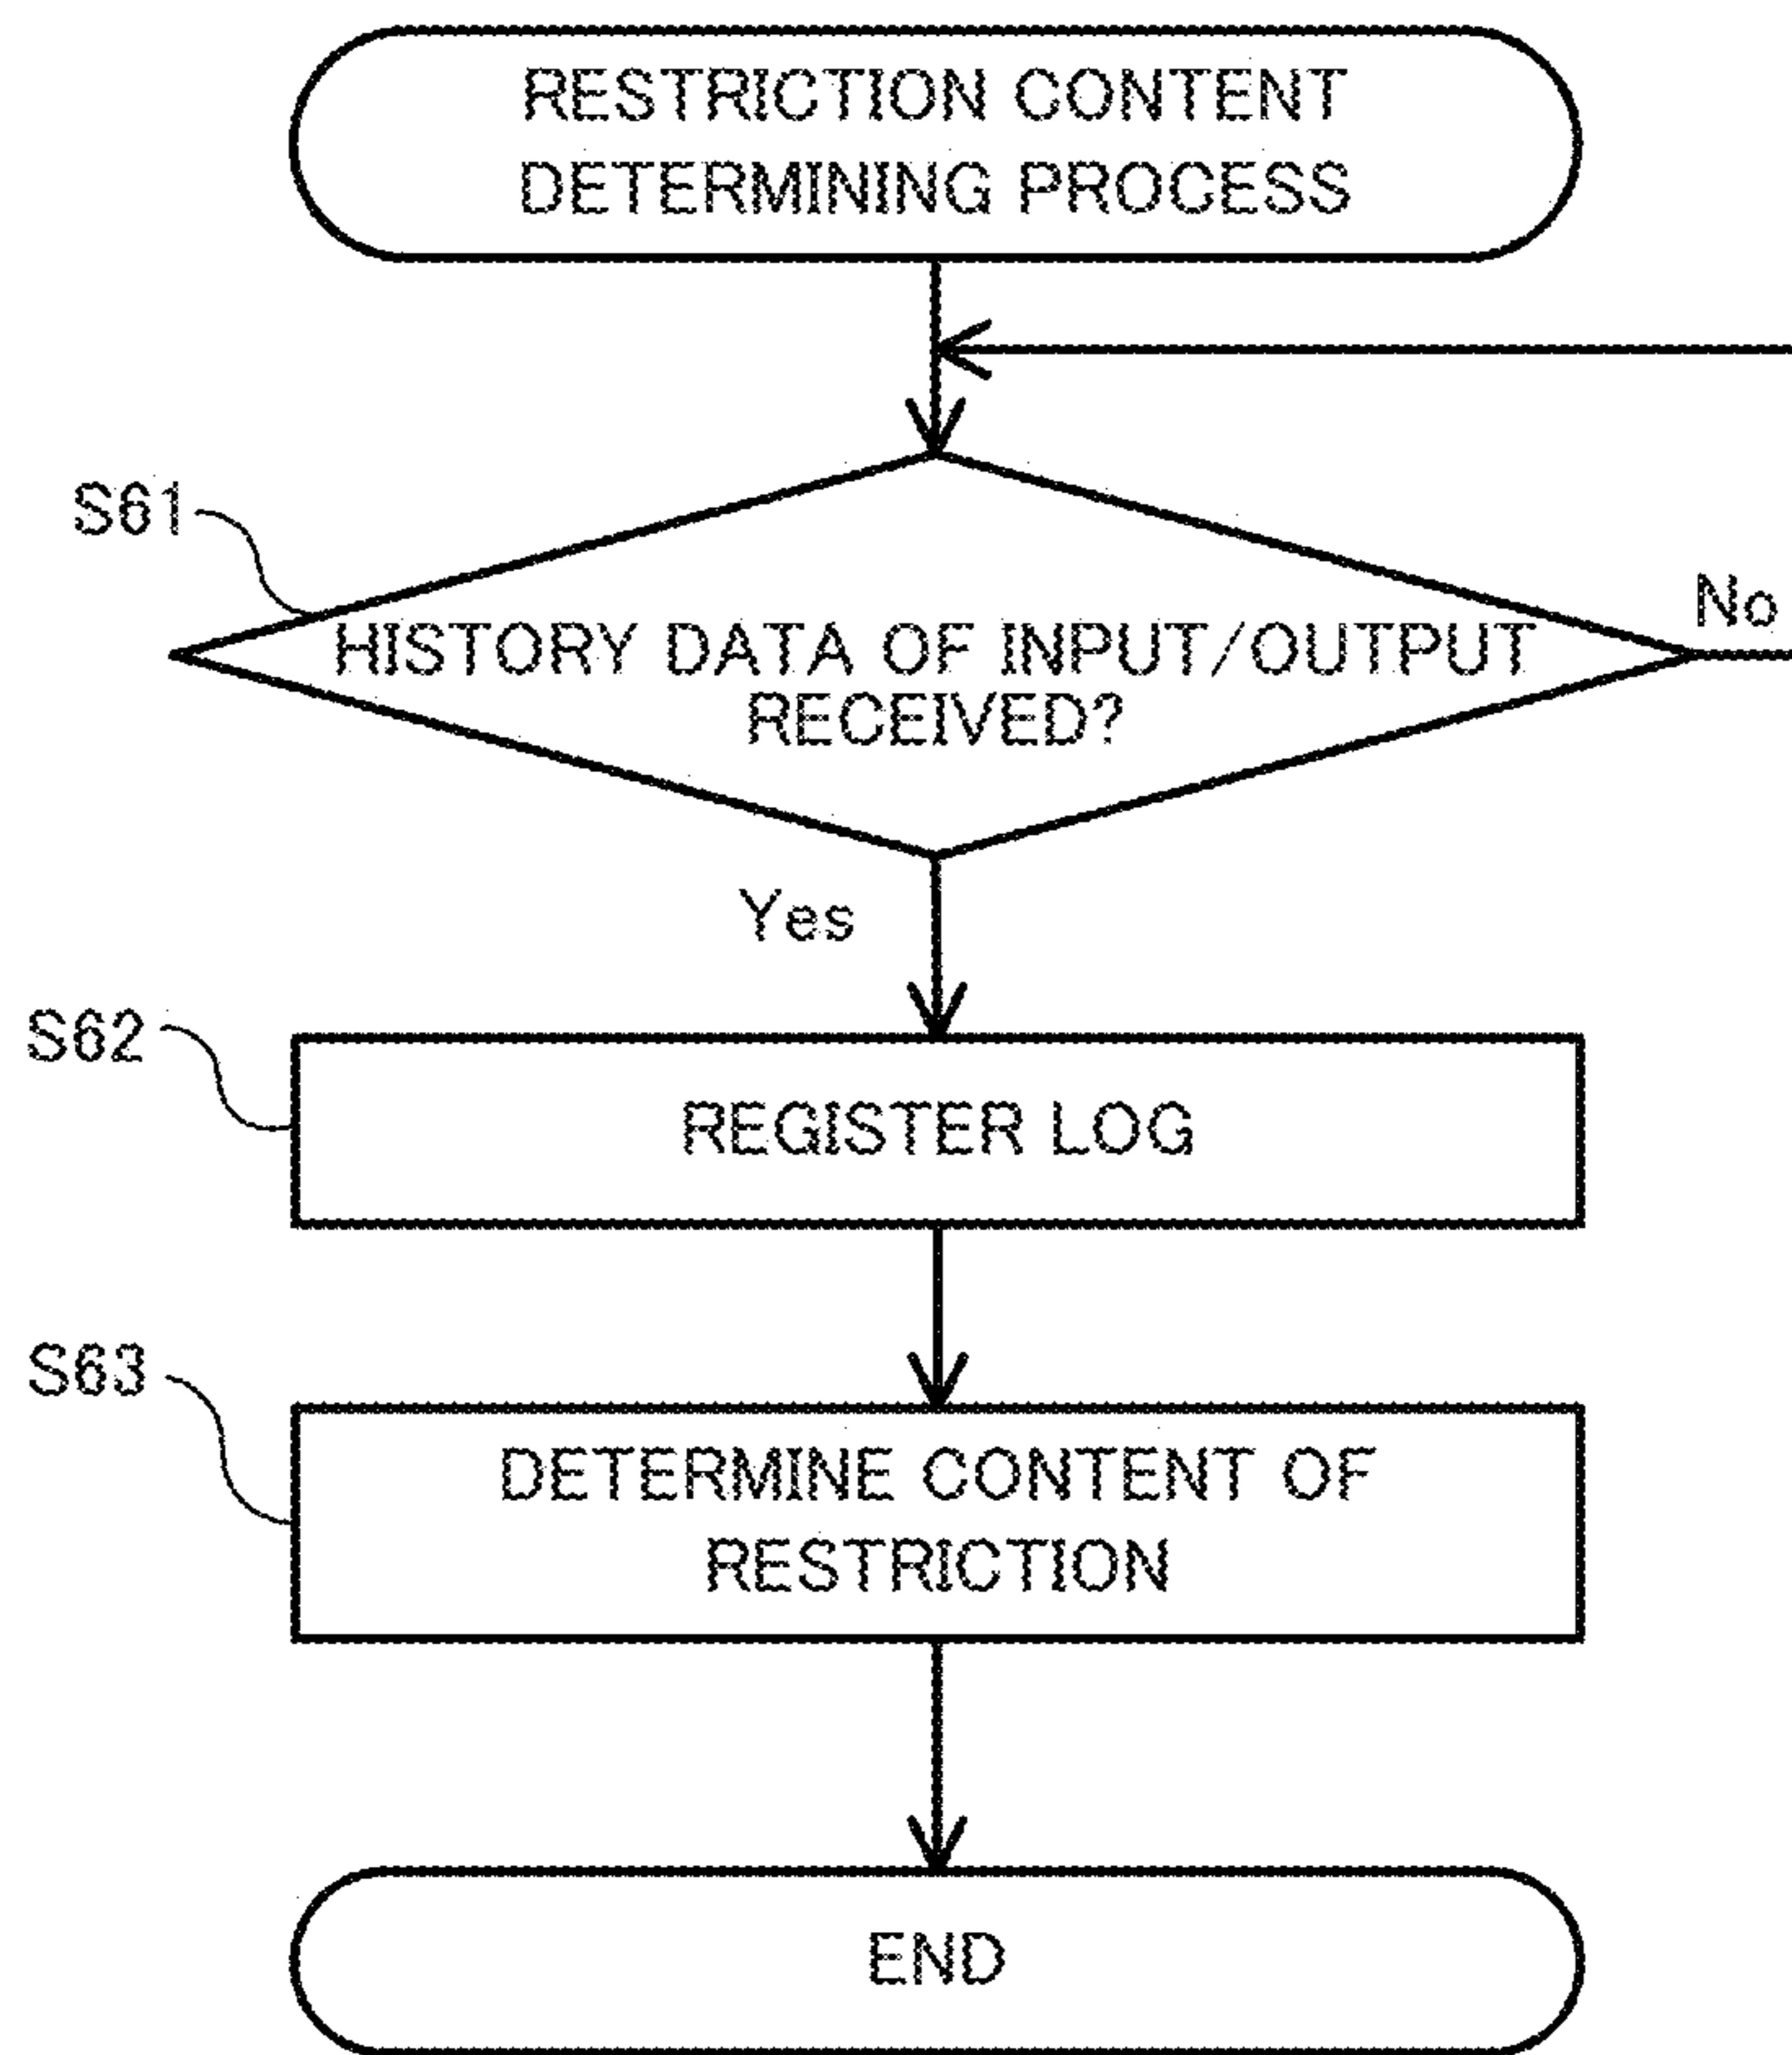 RESTRICTION CONTENT
DETERMINING PROCESS
S61
HISTORY DATA OF INPUT/OUTPUT
RECEIVED?
No
Yes
S62
REGISTER LOG
S63
DETERMINE CONTENT OF
RESTRICTION
END